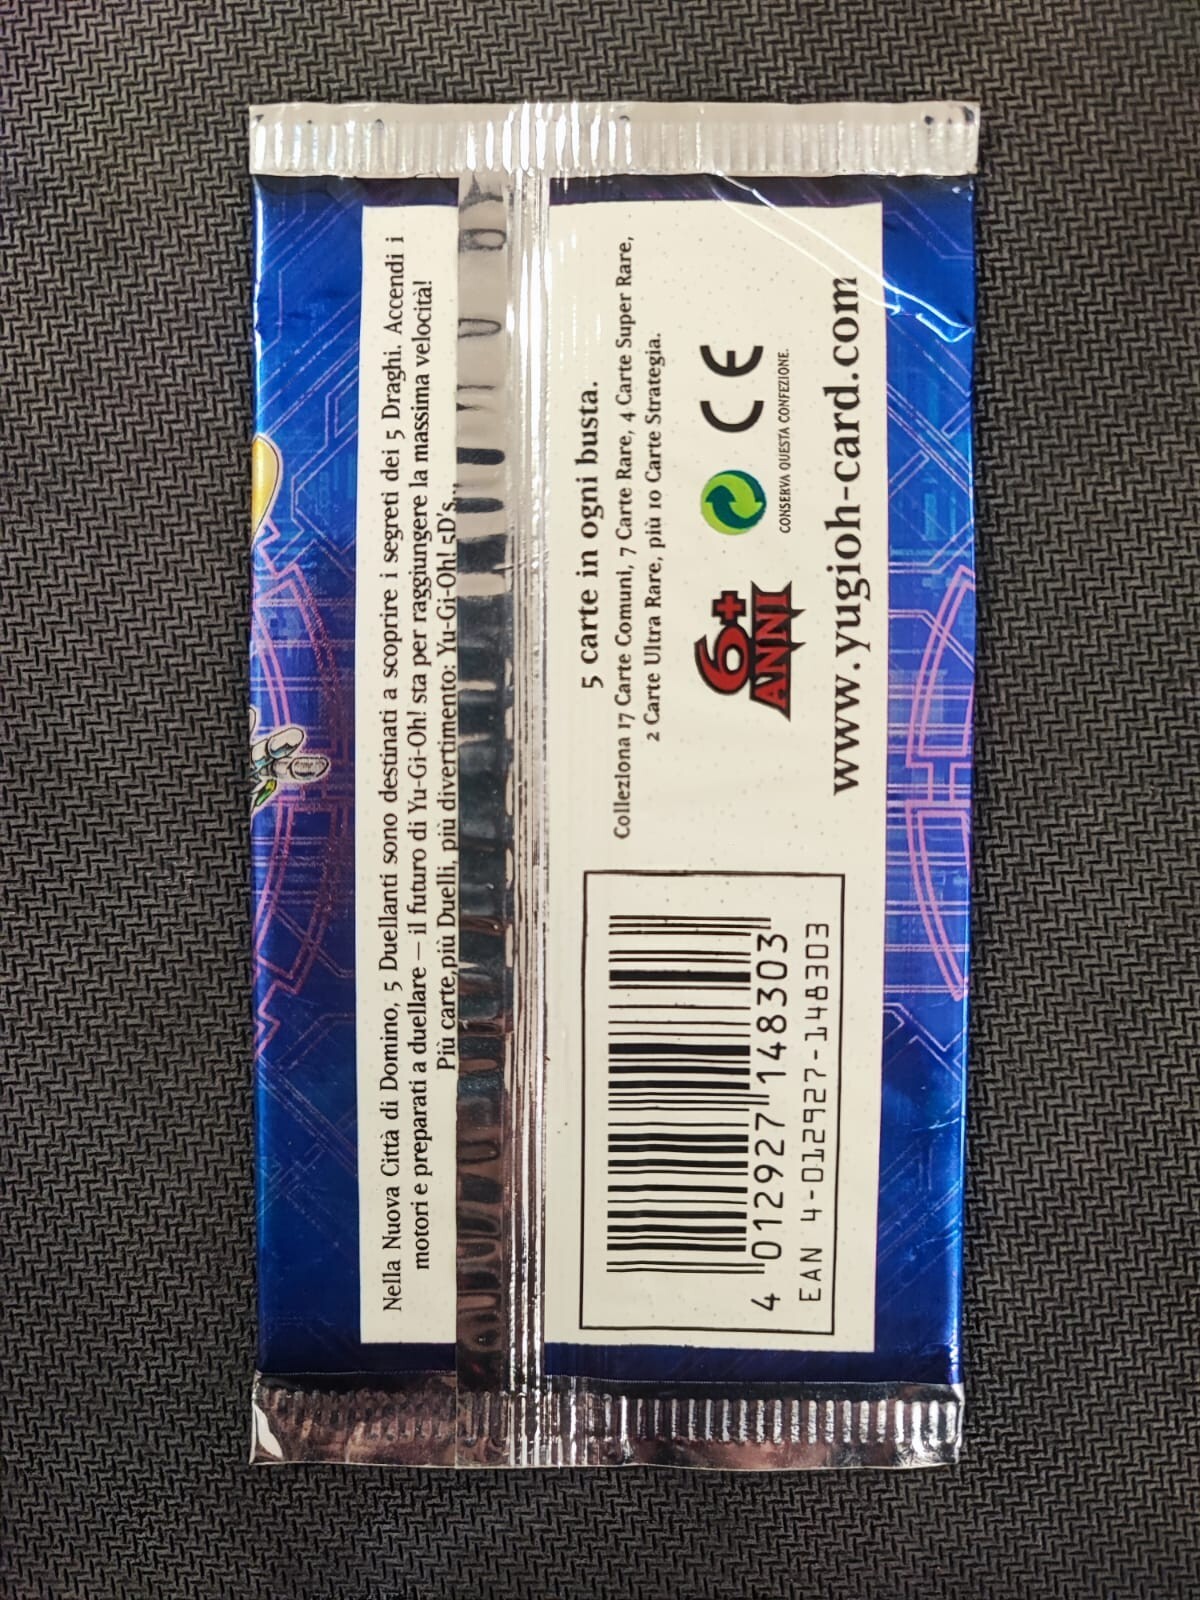 Nella Nuova Città di Domino, 5 Duellanti sono destinati a scoprire i segreti dei 5 Draghi. Accendi i
motori e preparati a duellare — il futuro di Yu-Gi-Oh! sta per raggiungere la massima velocità!
Più carte,più Duelli, più divertimento: Yu-Gi-Oh! 5D's...
5 carte in ogni busta.
Colleziona 17 Carte Comuni, 7 Carte Rare, 4 Carte Super Rare,
2 Carte Ultra Rare, più 10 Carte Strategia.
6+
ANNI
CE
CONSERVA QUESTA CONFEZIONE.
www.yugioh-card.com
4 012927 148303
EAN 4-012927-148303